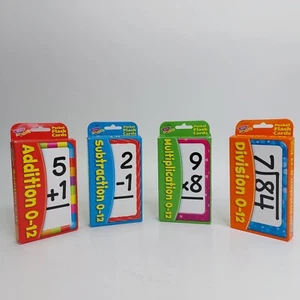 Pocket Flash Cards
Addition 0-12
5
+1
Pocket Flash Cards
Subtraction 0-12
2
-1
Pocket Flash Cards
Multiplication 0-12
9
×8
Pocket Flash Cards
Division 0-12
7)84